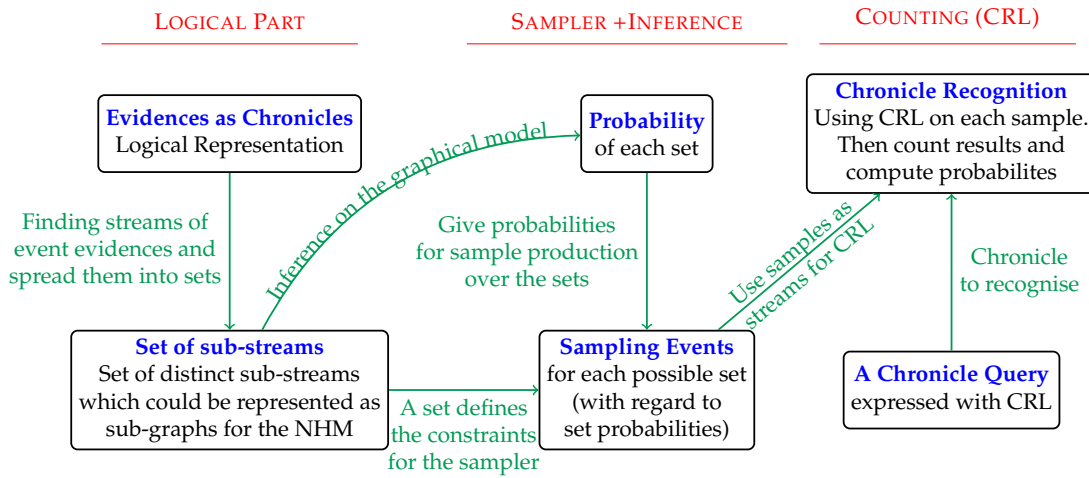 LOGICAL PART
SAMPLER +INFERENCE
COUNTING (CRL)
Evidences as Chronicles
Logical Representation
Probability
of each set
Chronicle Recognition
Using CRL on each sample.
Then count results and
compute probabilites
Inference on the graphical model
Finding streams of
event evidences and
spread them into sets
Give probabilities
for sample production
over the sets
Use samples as
streams for CRL
Chronicle
to recognise
Set of sub-streams
Set of distinct sub-streams
which could be represented as
sub-graphs for the NHM
A set defines
the constraints
for the sampler
Sampling Events
for each possible set
(with regard to
set probabilities)
A Chronicle Query
expressed with CRL